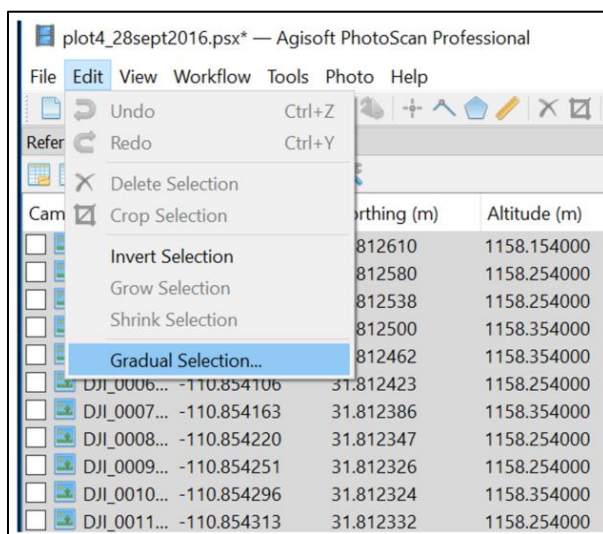 plot4_28sept2016.psx* — Agisoft PhotoScan Professional
File Edit View Workflow Tools Photo Help
Undo Ctrl+Z
Refer
Redo Ctrl+Y
Delete Selection
Cam
Crop Selection
orthing (m) Altitude (m)
812610 1158.154000
Invert Selection
812580 1158.254000
Grow Selection
812538 1158.254000
Shrink Selection
812500 1158.354000
Gradual Selection...
812462 1158.354000
DJI_0006... -110.854106 31.812423 1158.254000
DJI_0007... -110.854163 31.812386 1158.354000
DJI_0008... -110.854220 31.812347 1158.254000
DJI_0009... -110.854251 31.812326 1158.254000
DJI_0010... -110.854296 31.812324 1158.354000
DJI_0011... -110.854313 31.812332 1158.254000